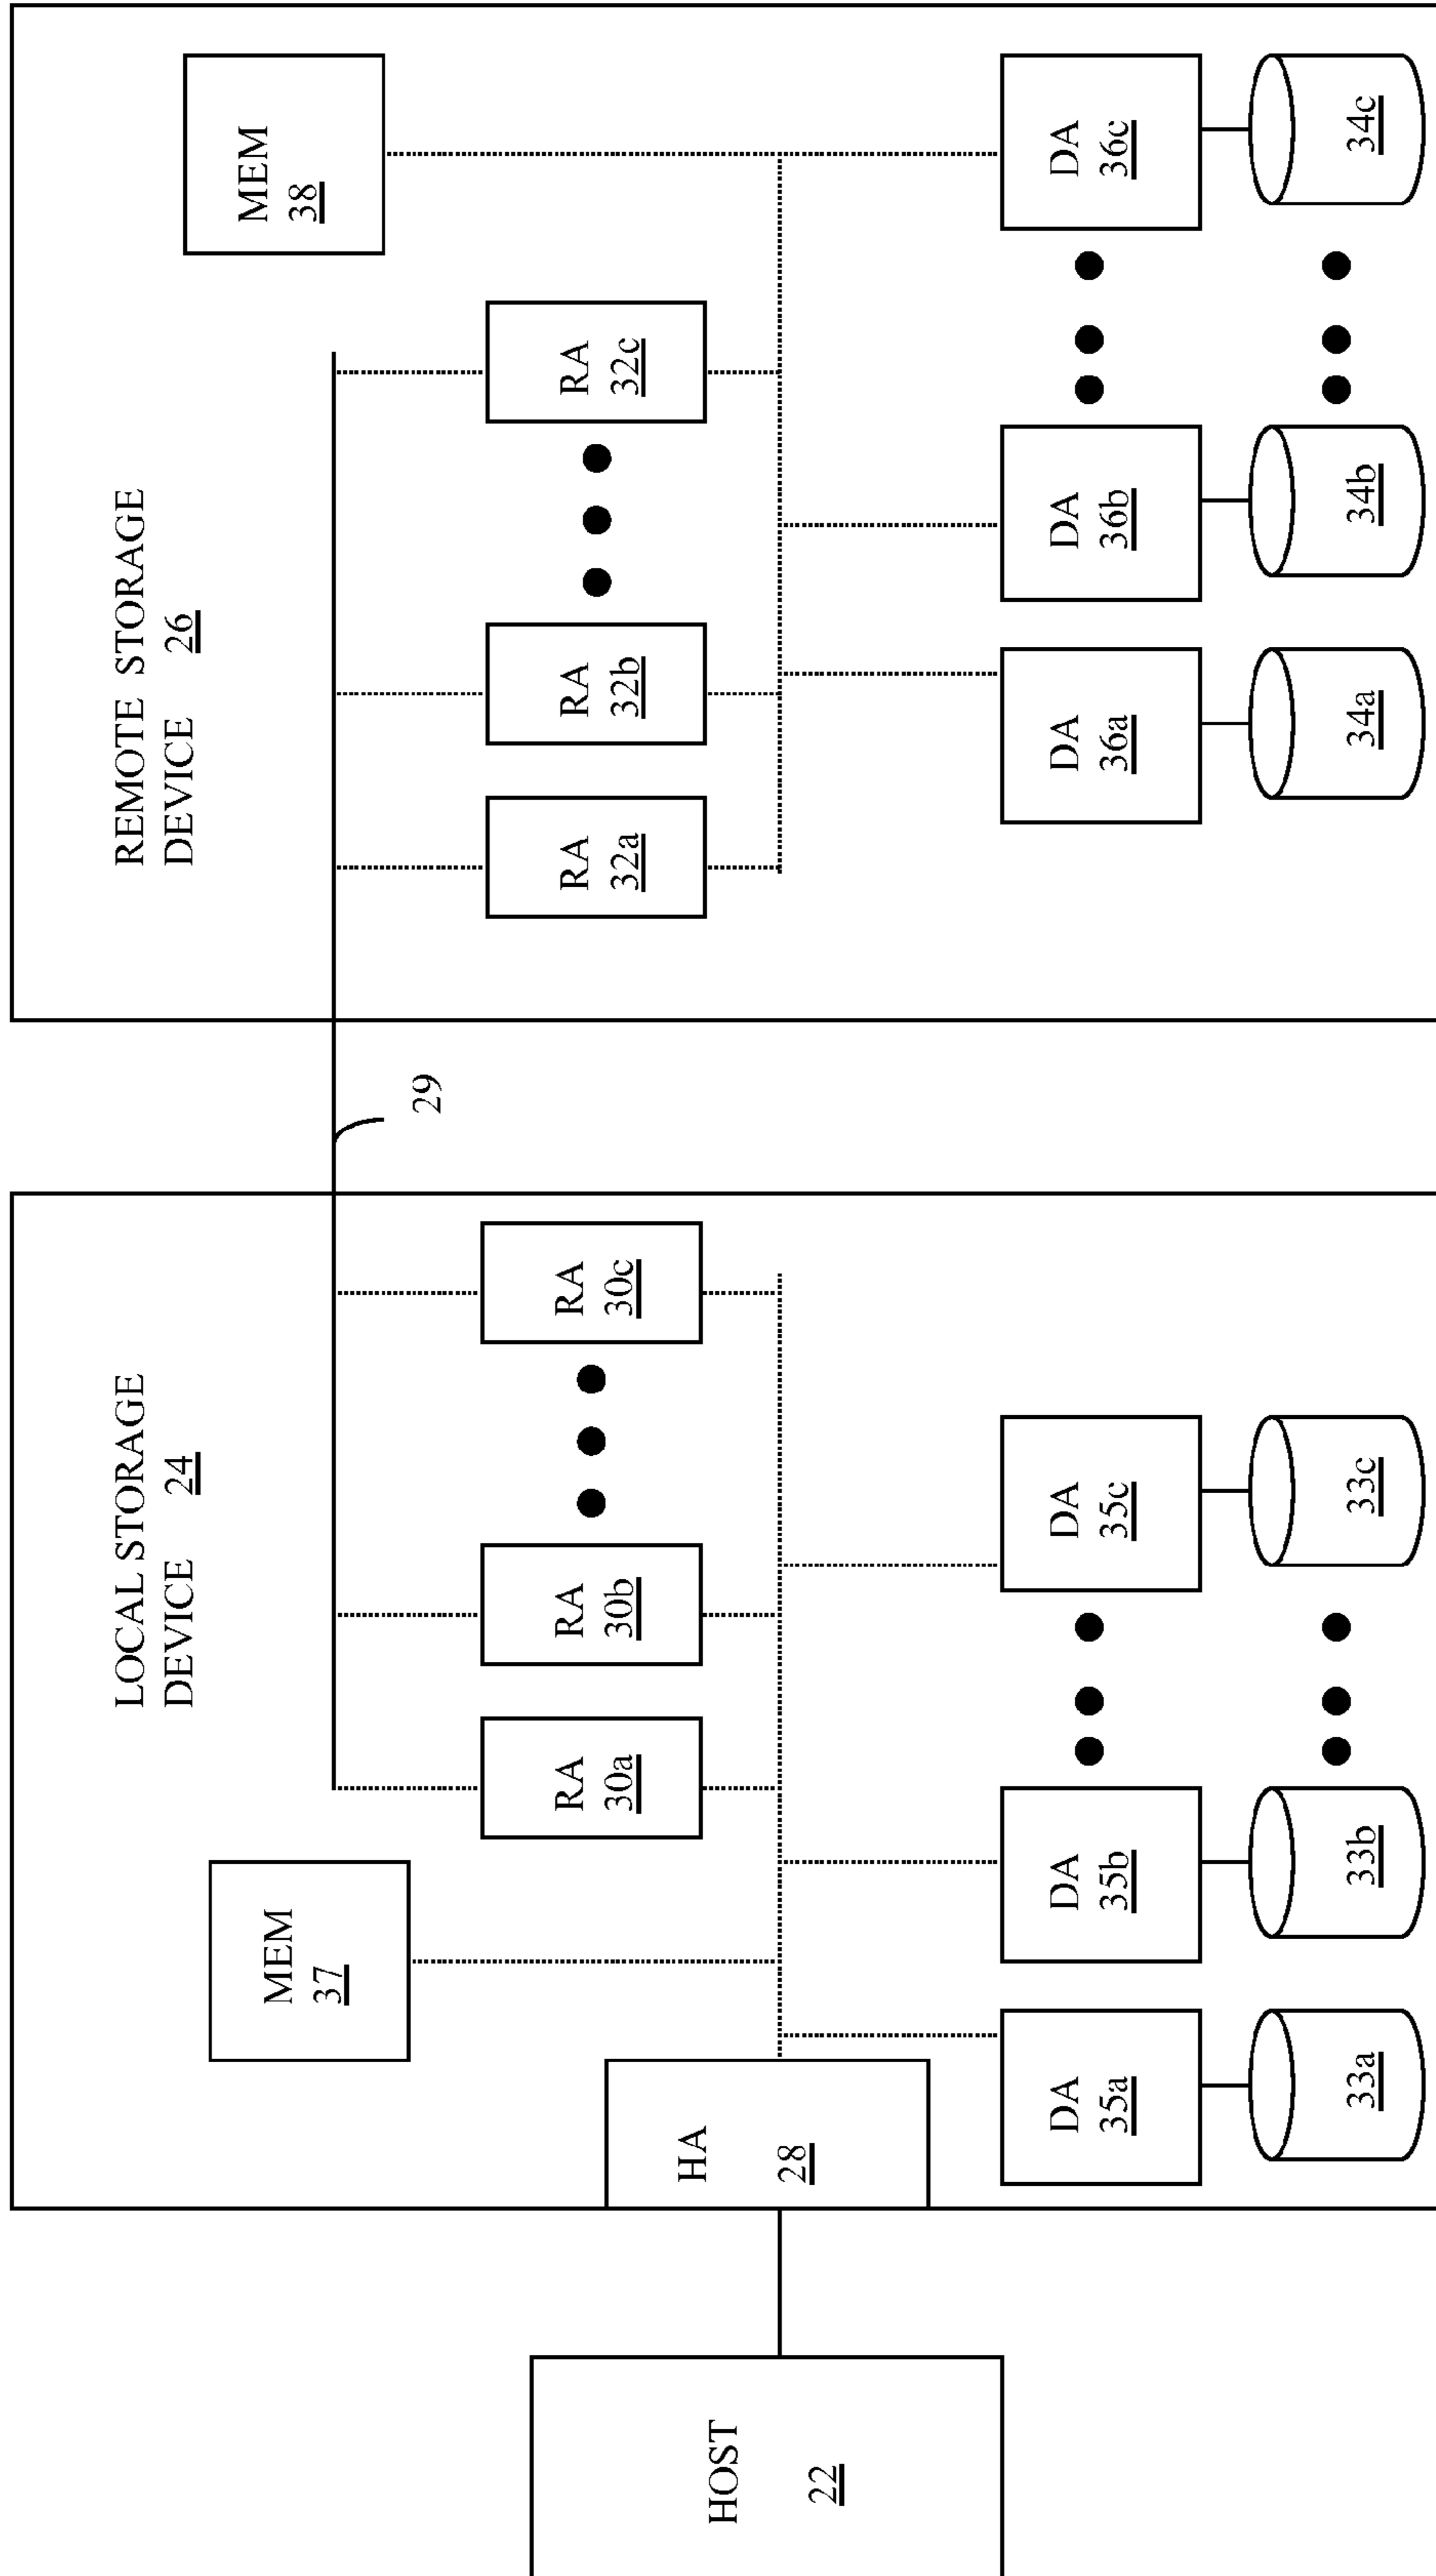 HOST
22
LOCAL STORAGE
DEVICE 24
MEM
37
HA
28
RA
30a
RA
30b
RA
30c
DA
35a
DA
35b
DA
35c
33a
33b
33c
29
REMOTE STORAGE
DEVICE 26
MEM
38
RA
32a
RA
32b
RA
32c
DA
36a
DA
36b
DA
36c
34a
34b
34c